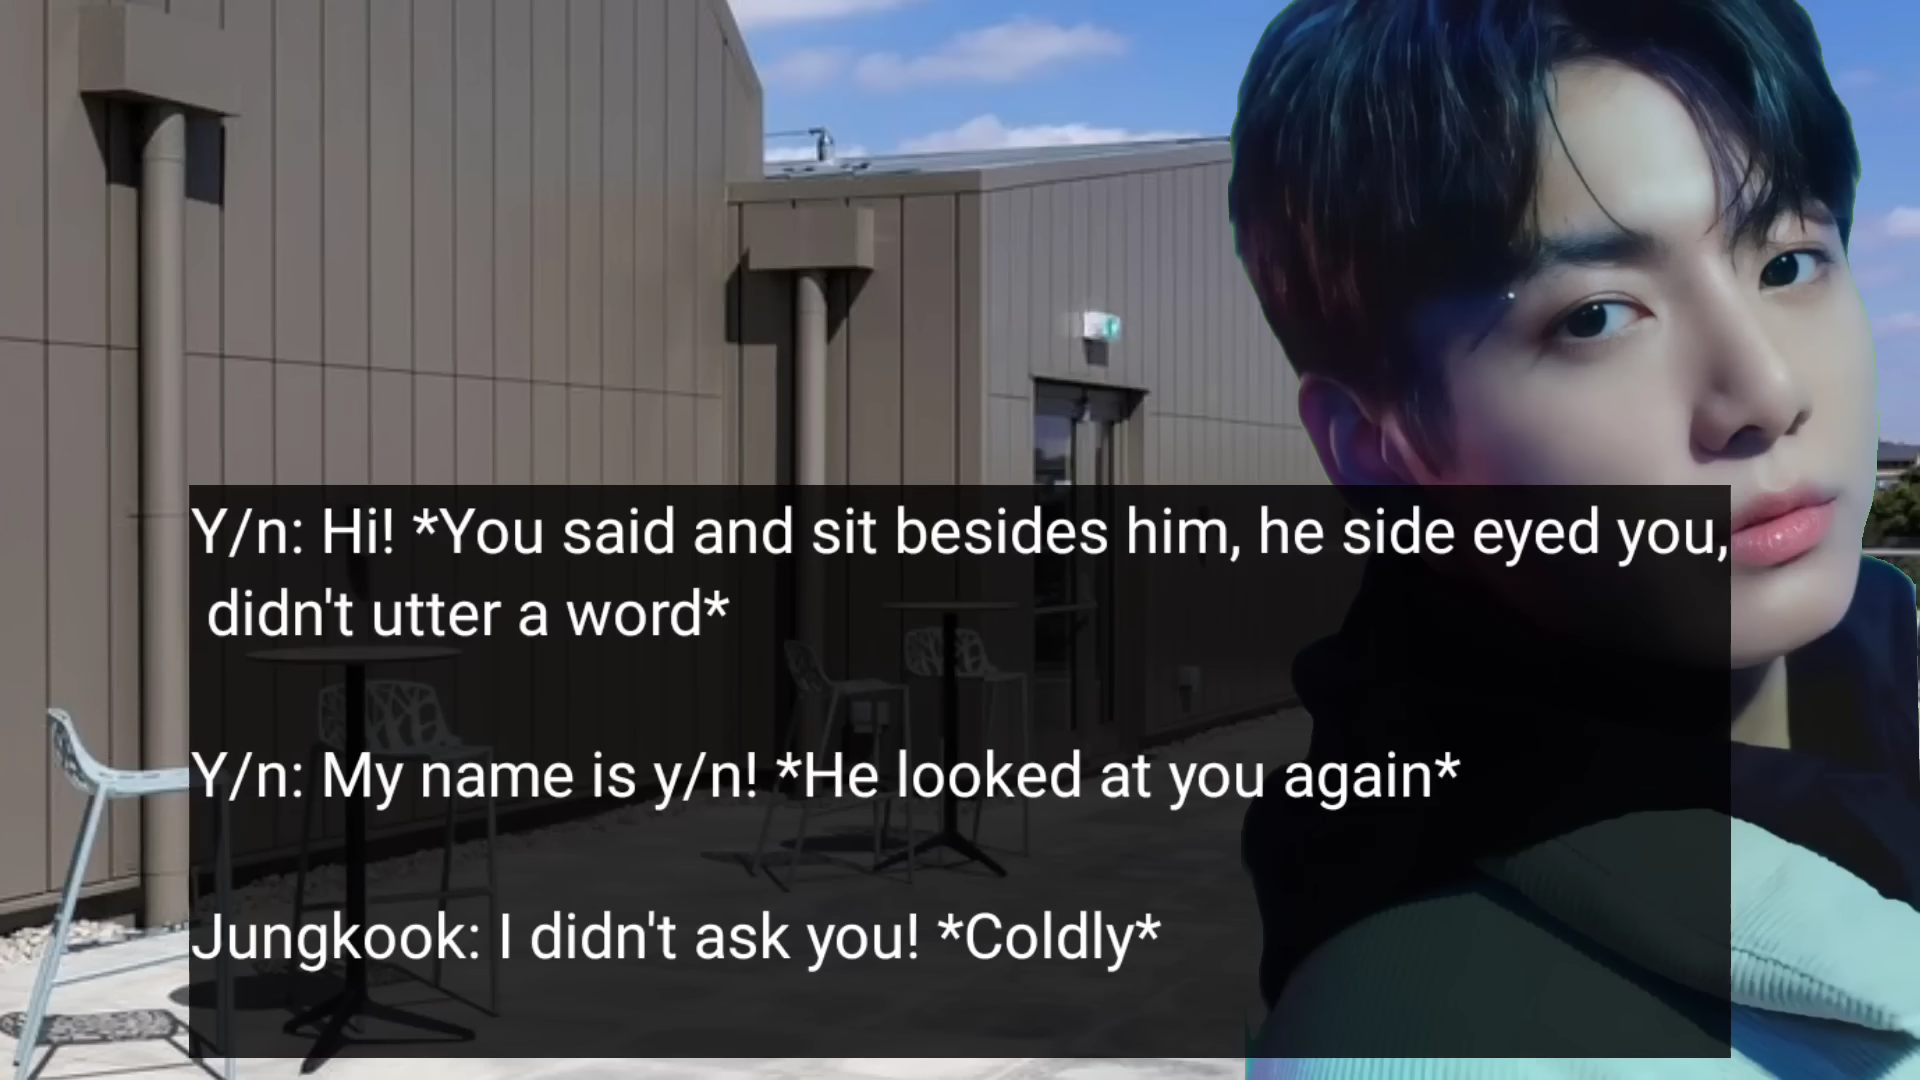 Y/n: Hi! *You said and sit besides him, he side eyed you,
didn't utter a word*
Y/n: My name is y/n! *He looked at you again*
Jungkook: I didn't ask you! *Coldly*